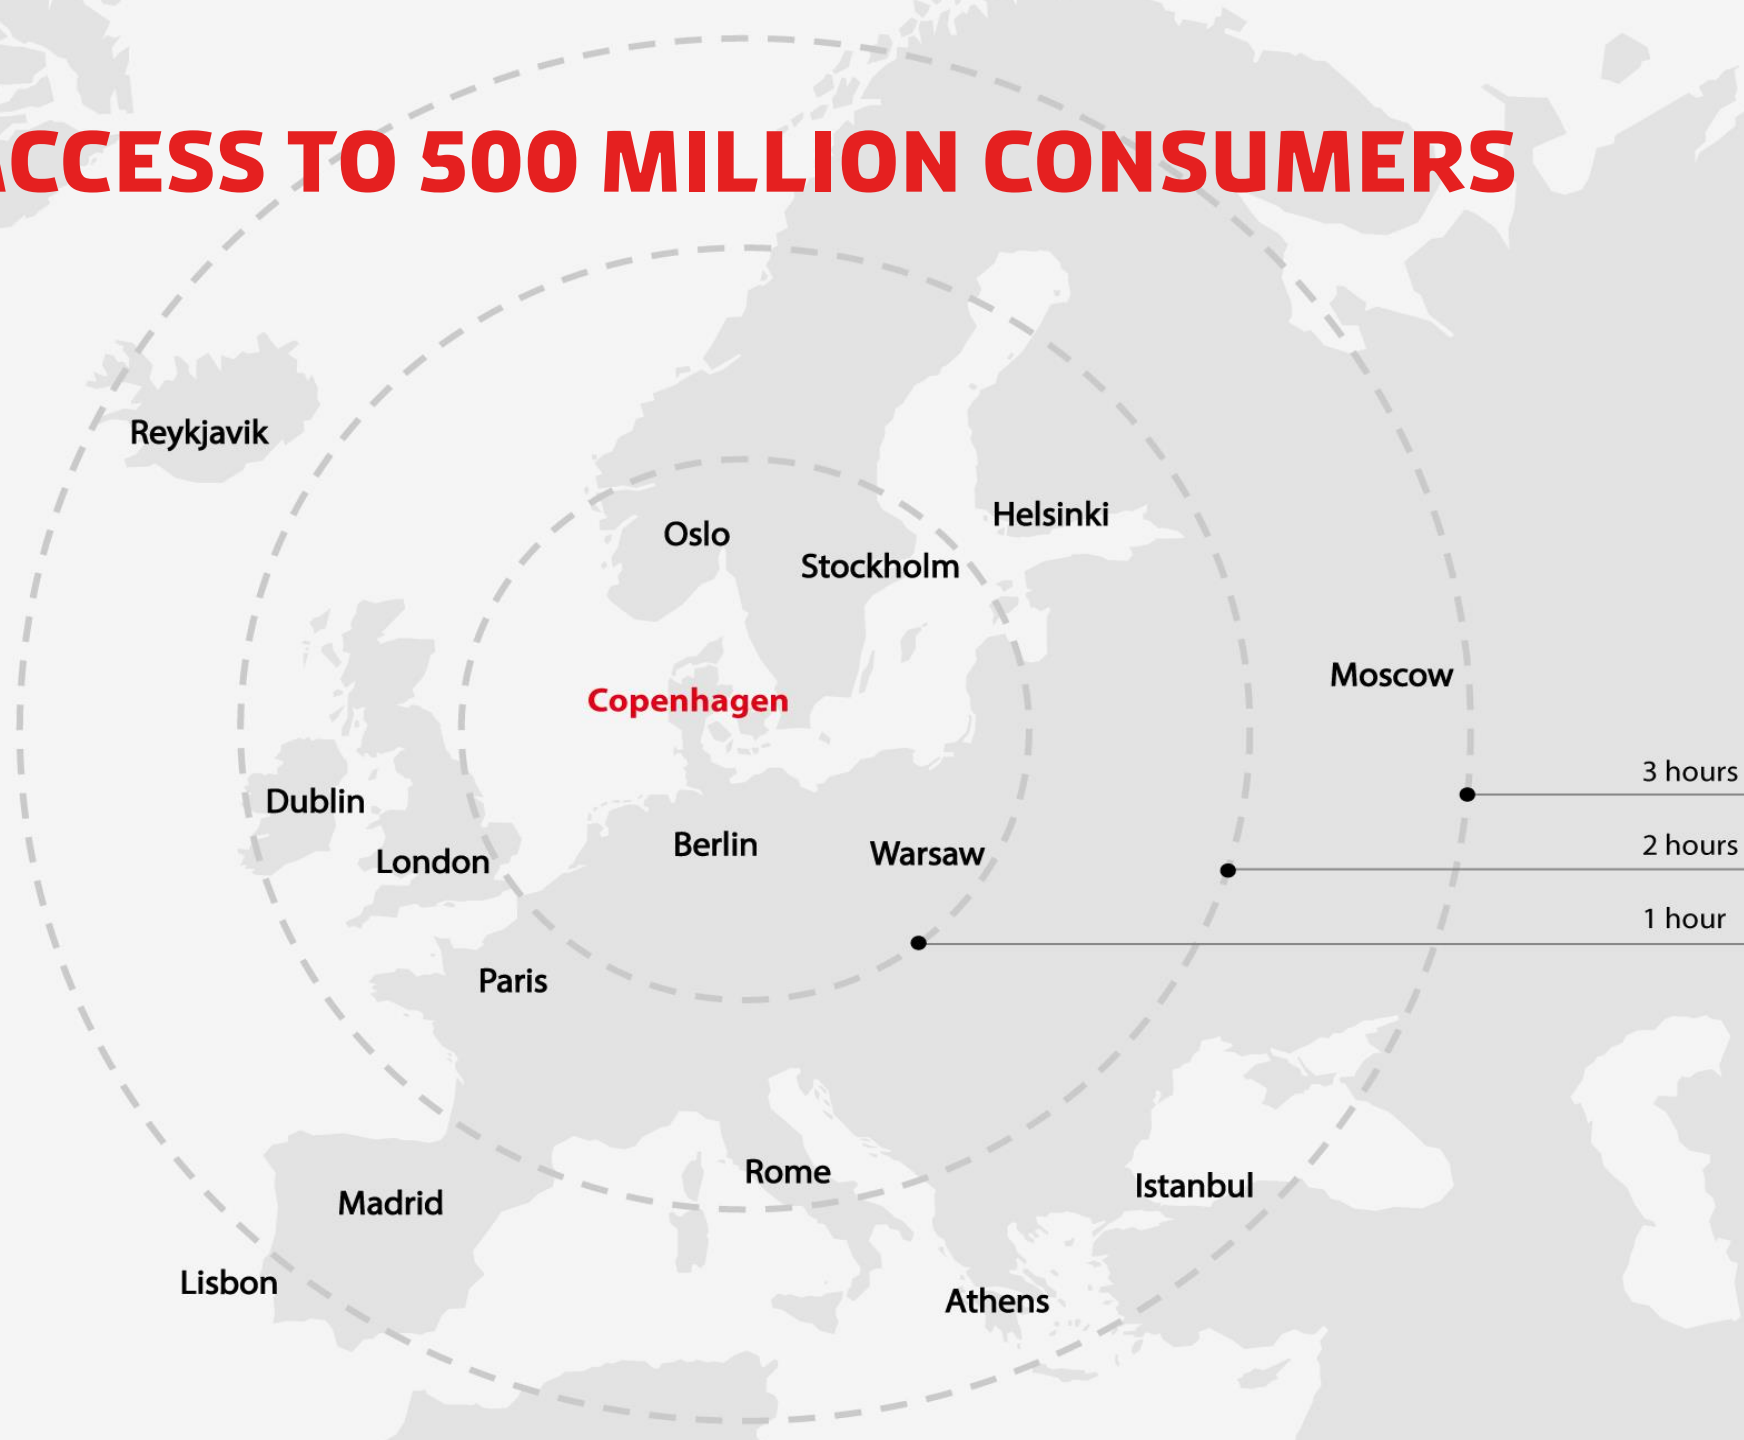 ACCESS TO 500 MILLION CONSUMERS
Reykjavik
Helsinki
Oslo
Stockholm
Moscow
Copenhagen
3 hours
Dublin
2 hours
Berlin
Warsaw
London
1 hour
Paris
Rome
Istanbul
Madrid
Lisbon
Athens